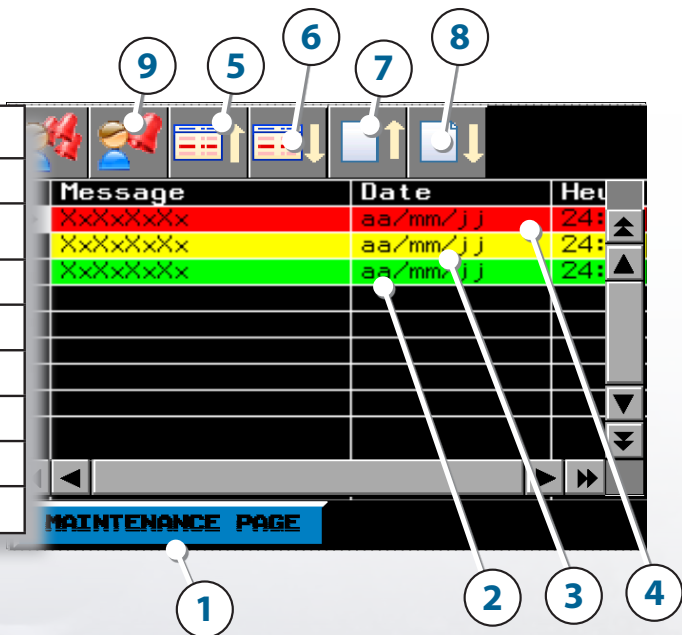 6
8
9
5
7
Message Date Heu
XxXxXxXx aa/mm/jj 24:
XxXxXxXx aa/mm/jj 24:
XxXxXxXx aa/mm/jj 24:
MAINTENANCE PAGE
1
2
3
4